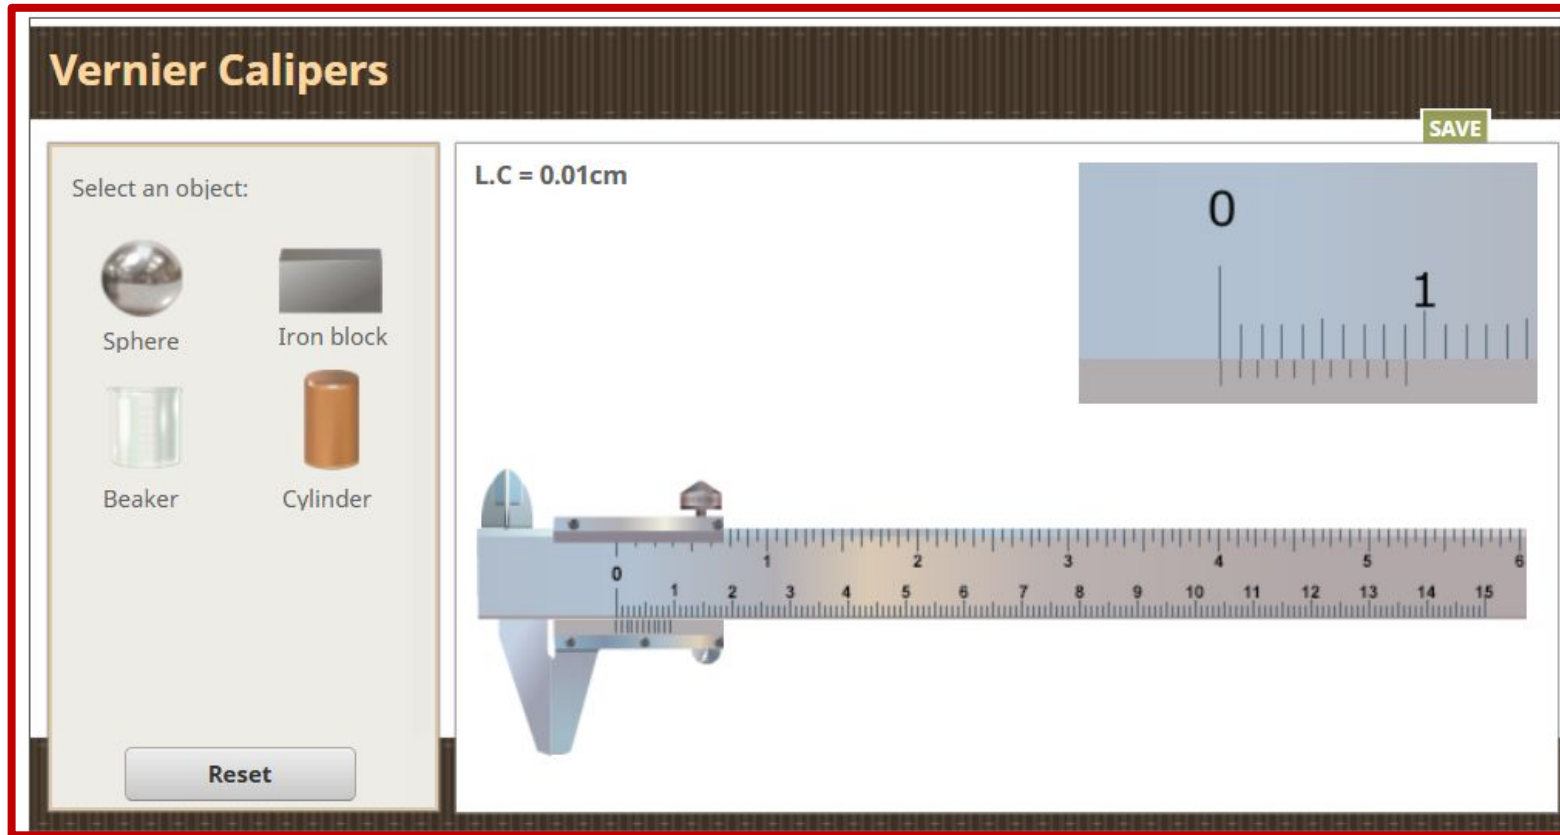 Vernier Calipers
SAVE
Select an object:
Sphere
Iron block
Beaker
Cylinder
Reset
L.C = 0.01cm
0
1
1 2 3 4 5 6
0
1 2 3 4 5 6 7 8 9 10 11 12 13 14 15